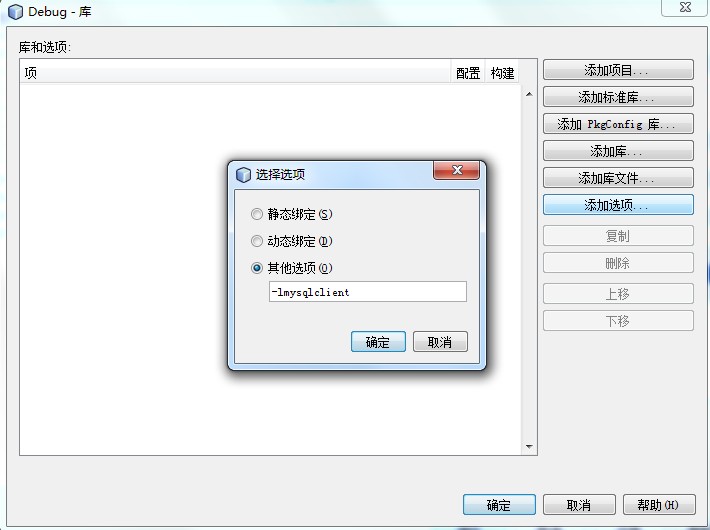 Debug - 库
库和选项:
项 配置 构建
添加项目...
添加标准库...
添加 PkgConfig 库...
添加库...
添加库文件...
添加选项...
复制
删除
上移
下移
选择选项
静态绑定(S)
动态绑定(D)
其他选项(O)
-lmysqlclient
确定 取消
确定 取消 帮助(H)